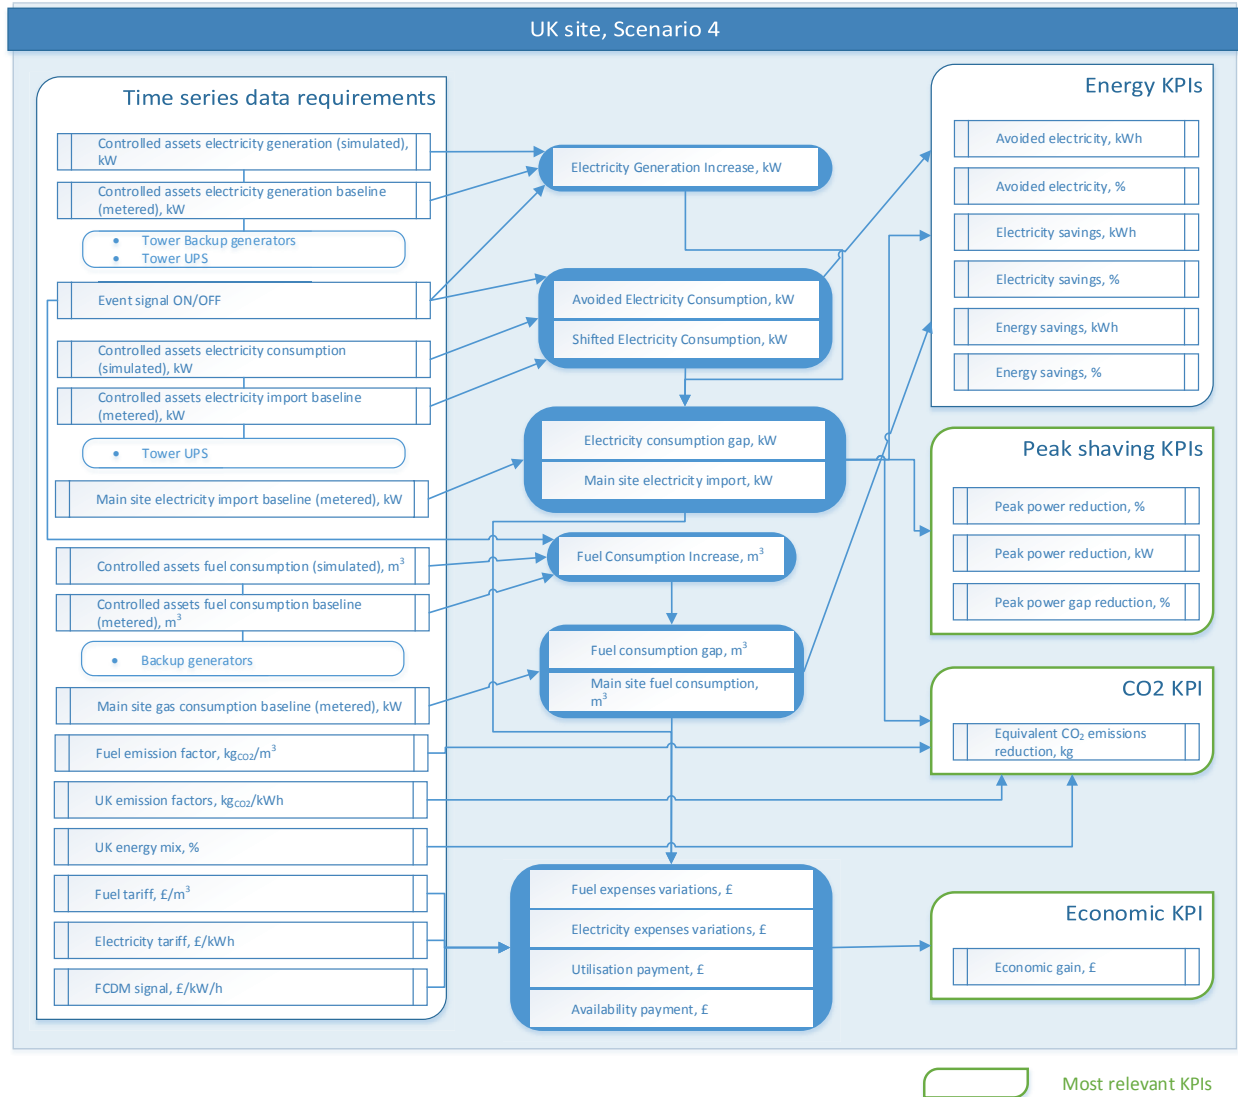 UK site, Scenario 4
Time series data requirements
Controlled assets electricity generation (simulated),
kW
Controlled assets electricity generation baseline
(metered), kW
• Tower Backup generators
• Tower UPS
Event signal ON/OFF
Controlled assets electricity consumption
(simulated), kW
Controlled assets electricity import baseline
(metered), kW
• Tower UPS
Main site electricity import baseline (metered), kW
Controlled assets fuel consumption (simulated), m³
Controlled assets fuel consumption baseline
(metered), m³
• Backup generators
Main site gas consumption baseline (metered), kW
Fuel emission factor, kgCO2/m³
UK emission factors, kgCO2/kWh
UK energy mix, %
Fuel tariff, £/m³
Electricity tariff, £/kWh
FCDM signal, £/kW/h
Electricity Generation Increase, kW
Avoided Electricity Consumption, kW
Shifted Electricity Consumption, kW
Electricity consumption gap, kW
Main site electricity import, kW
Fuel Consumption Increase, m³
Fuel consumption gap, m³
Main site fuel consumption,
m³
Fuel expenses variations, £
Electricity expenses variations, £
Utilisation payment, £
Availability payment, £
Energy KPIs
Avoided electricity, kWh
Avoided electricity, %
Electricity savings, kWh
Electricity savings, %
Energy savings, kWh
Energy savings, %
Peak shaving KPIs
Peak power reduction, %
Peak power reduction, kW
Peak power gap reduction, %
CO2 KPI
Equivalent CO₂ emissions
reduction, kg
Economic KPI
Economic gain, £
Most relevant KPIs